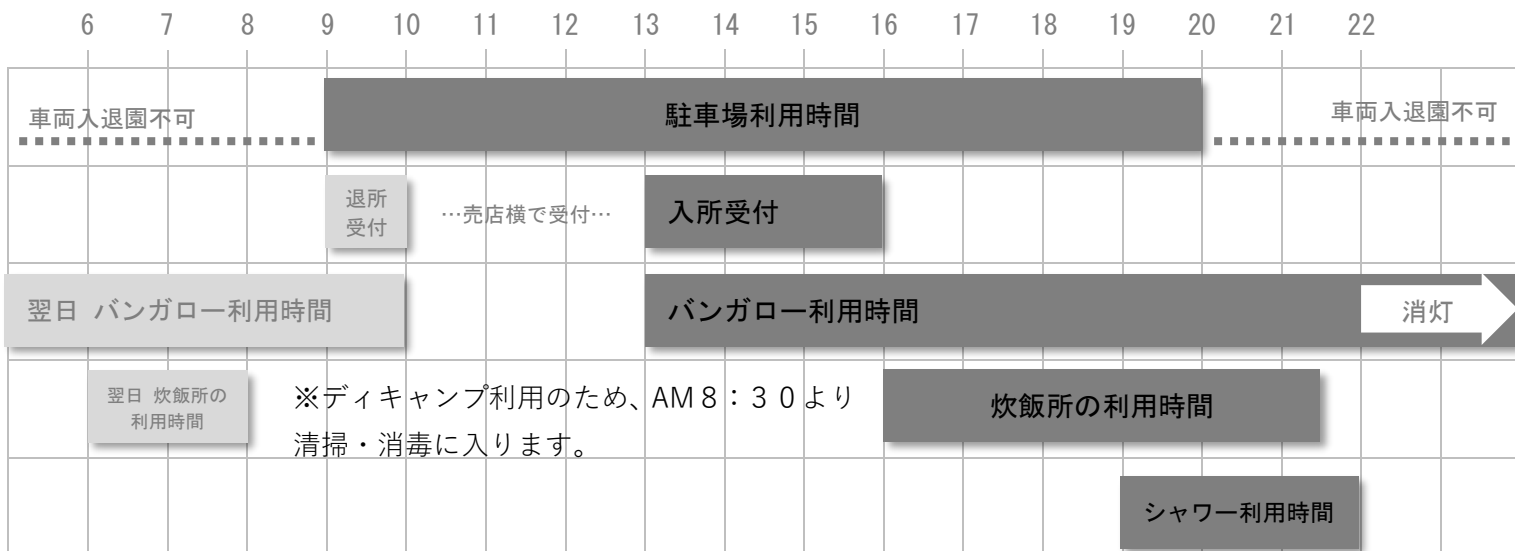 6 7 8 9 10 11 12 13 14 15 16 17 18 19 20 21 22
車両入退園不可
駐車場利用時間
車両入退園不可
退所
受付
…売店横で受付…
入所受付
翌日 バンガロー利用時間
バンガロー利用時間
消灯
翌日 炊飯所の
利用時間
※ディキャンプ利用のため、AM8:30より
清掃・消毒に入ります。
炊飯所の利用時間
シャワー利用時間